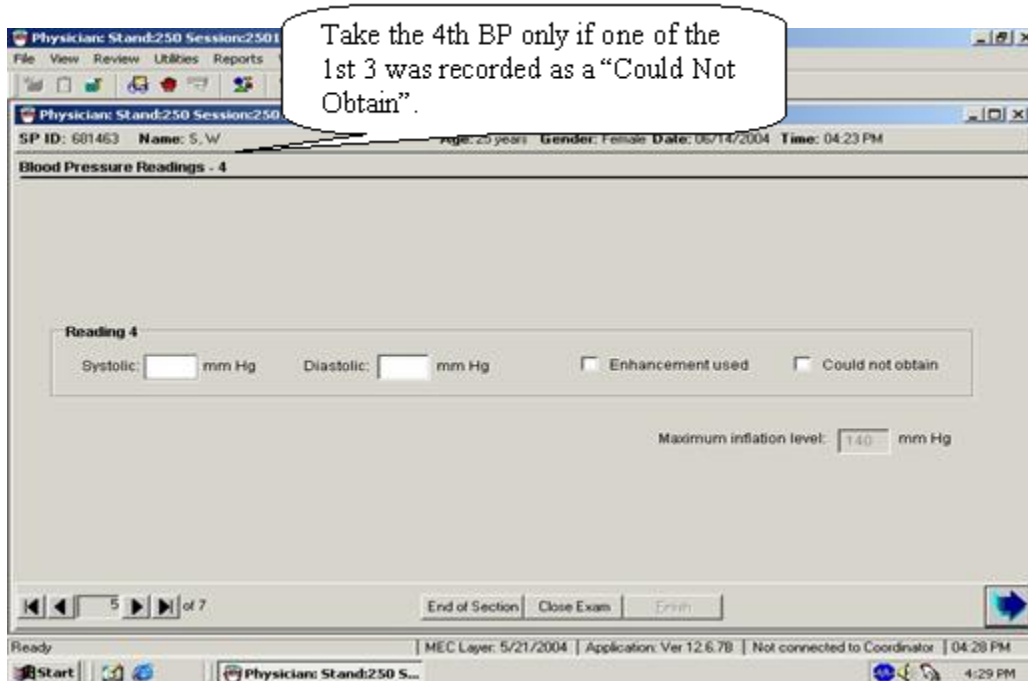 Physician: Stand:250 Session:2501
Take the 4th BP only if one of the
1st 3 was recorded as a “Could Not
Obtain”.
File View Review Utilities Reports
Physician: Stand:250 Session:250
SP ID: 681463 Name: S, W Age: 25 years Gender: Female Date: 06/14/2004 Time: 04:23 PM
Blood Pressure Readings - 4
Reading 4
Systolic: mm Hg Diastolic: mm Hg Enhancement used Could not obtain
Maximum inflation level: 140 mm Hg
5 of 7 End of Section Close Exam Finish
Ready MEC Layer: 5/21/2004 Application: Ver 12.6.78 Not connected to Coordinator 04:28 PM
Start Physician: Stand:250 S... 4:29 PM